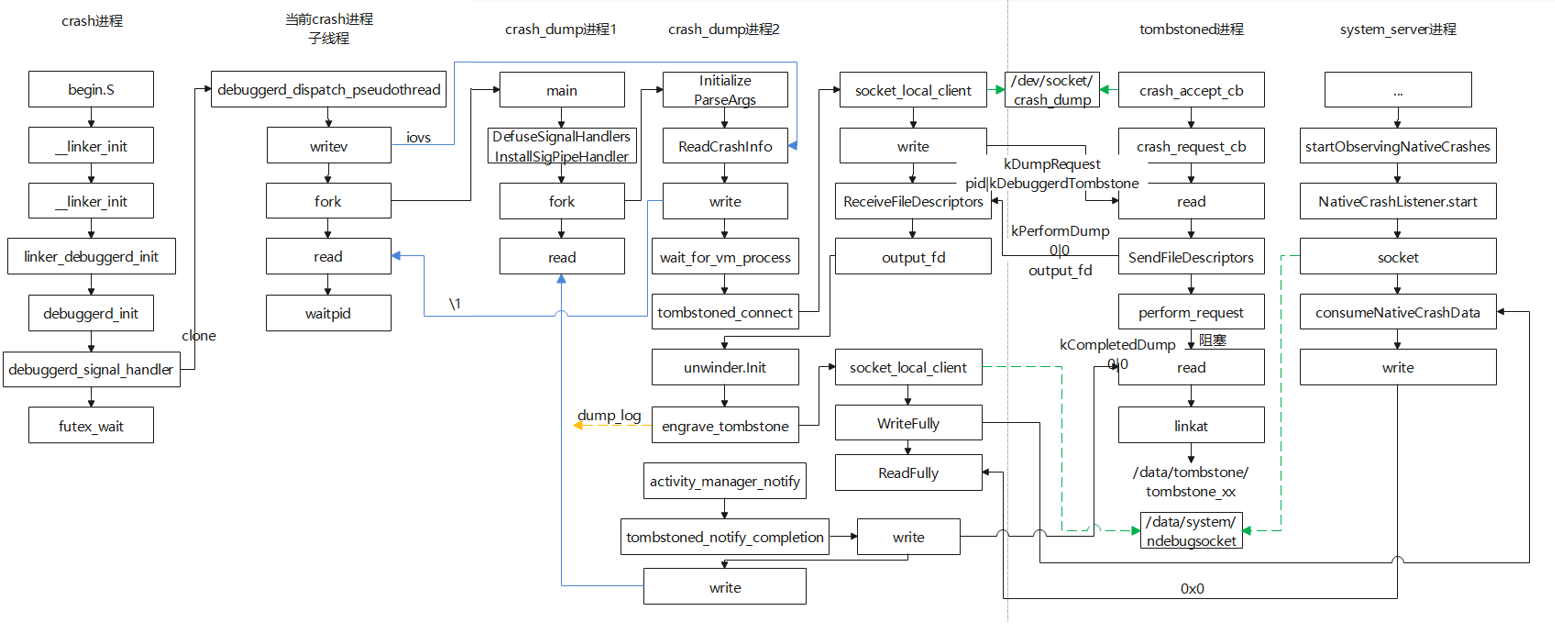 crash进程
当前crash进程
子线程
crash_dump进程1
crash_dump进程2
tombstoned进程
system_server进程
begin.S
__linker_init
__linker_init
linker_debuggerd_init
debuggerd_init
debuggerd_signal_handler
futex_wait
clone
debuggerd_dispatch_pseudothread
writev
iovs
fork
read
waitpid
\1
main
DefuseSignalHandlers
InstallSigPipeHandler
fork
read
dump_log
Initialize
ParseArgs
ReadCrashInfo
write
wait_for_vm_process
tombstoned_connect
unwinder.Init
engrave_tombstone
activity_manager_notify
tombstoned_notify_completion
write
write
socket_local_client
write
ReceiveFileDescriptors
output_fd
socket_local_client
WriteFully
ReadFully
/dev/socket/
crash_dump
kDumpRequest
pid|kDebuggerdTombstone
kPerformDump
0|0
output_fd
kCompletedDump
0|0
crash_accept_cb
crash_request_cb
read
SendFileDescriptors
perform_request
阻塞
read
linkat
/data/tombstone/
tombstone_xx
/data/system/
ndebugsocket
...
startObservingNativeCrashes
NativeCrashListener.start
socket
consumeNativeCrashData
write
0x0